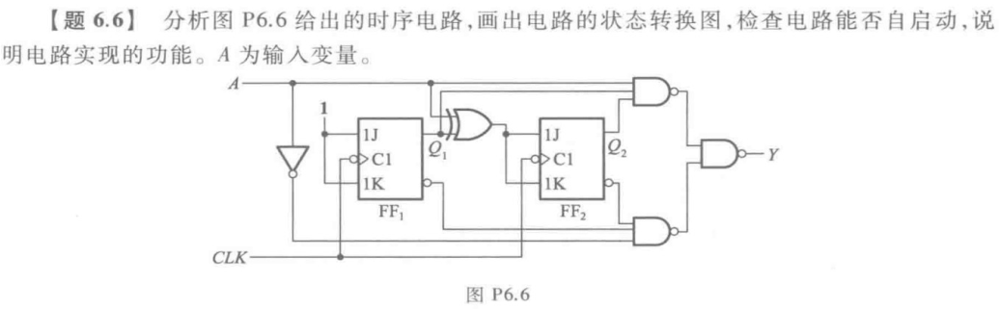 【题 6.6】 分析图 P6.6 给出的时序电路,画出电路的状态转换图,检查电路能否自启动,说
明电路实现的功能。A 为输入变量。
A
1
1J
Q₁
C1
1K
FF₁
1J
Q₂
C1
1K
FF₂
Y
CLK
图 P6.6